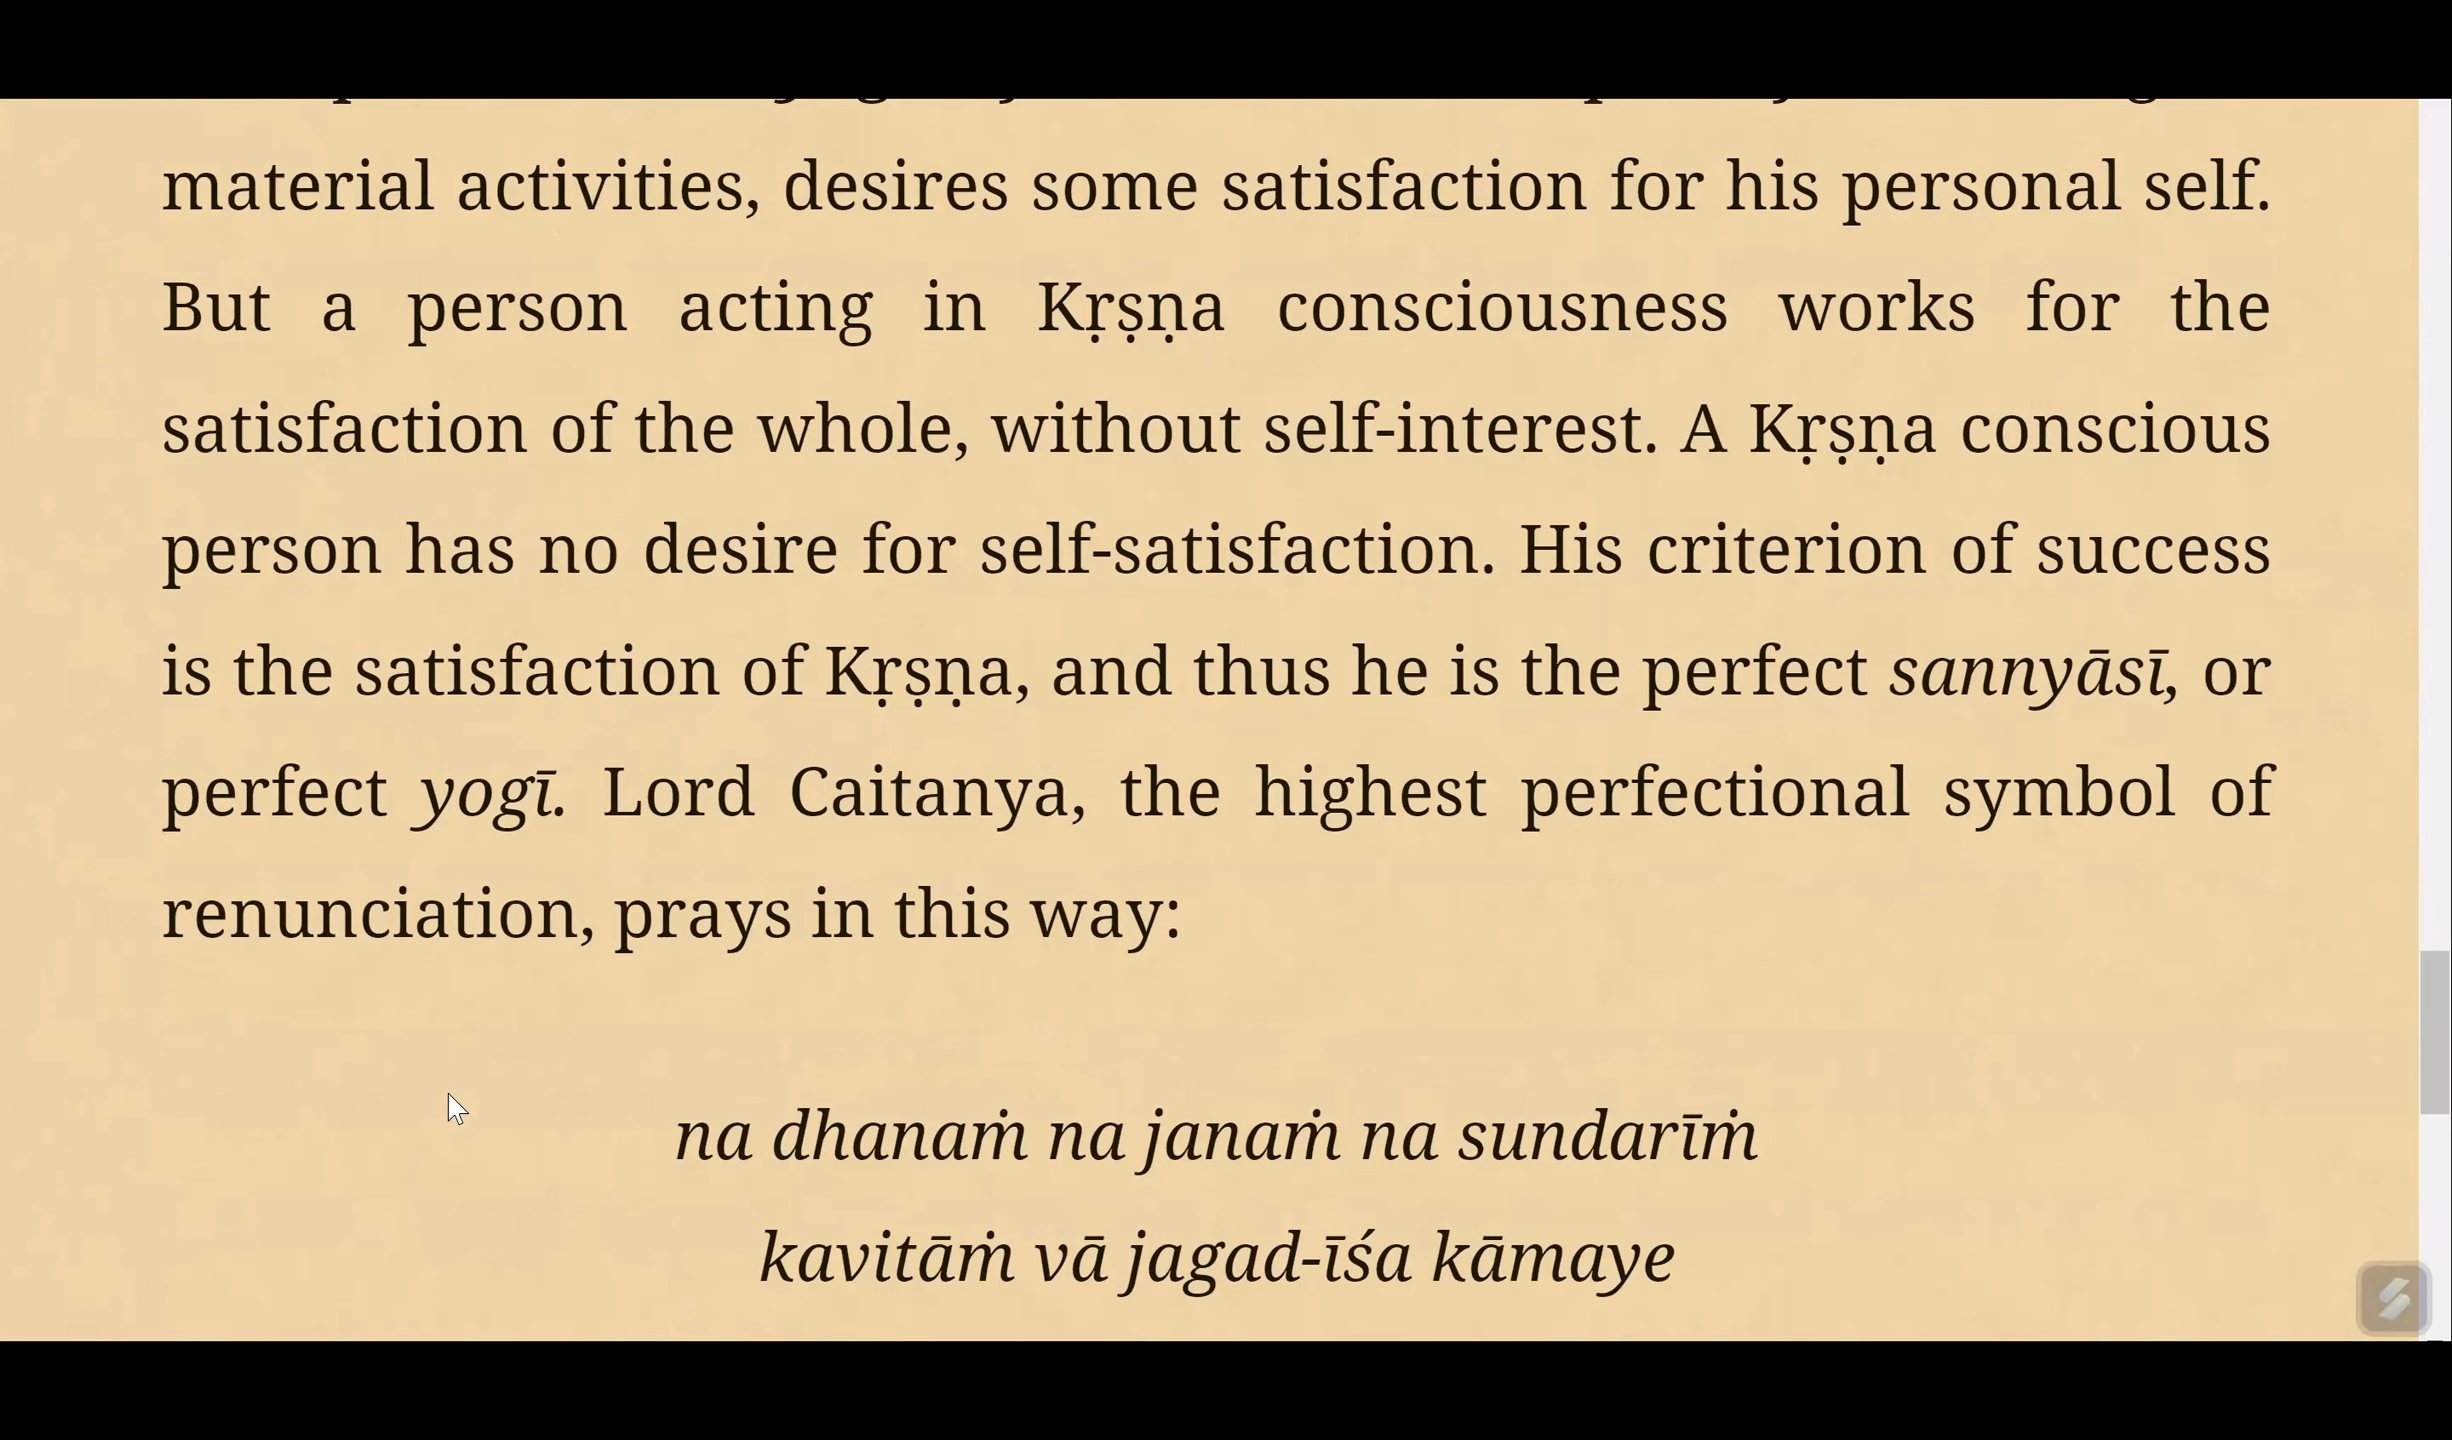 material activities, desires some satisfaction for his personal self.
But a person acting in Kṛṣṇa consciousness works for the
satisfaction of the whole, without self-interest. A Kṛṣṇa conscious
person has no desire for self-satisfaction. His criterion of success
is the satisfaction of Kṛṣṇa, and thus he is the perfect sannyāsī, or
perfect yogī. Lord Caitanya, the highest perfectional symbol of
renunciation, prays in this way:
na dhanaṁ na janaṁ na sundarīṁ
kavitāṁ vā jagad-īśa kāmaye